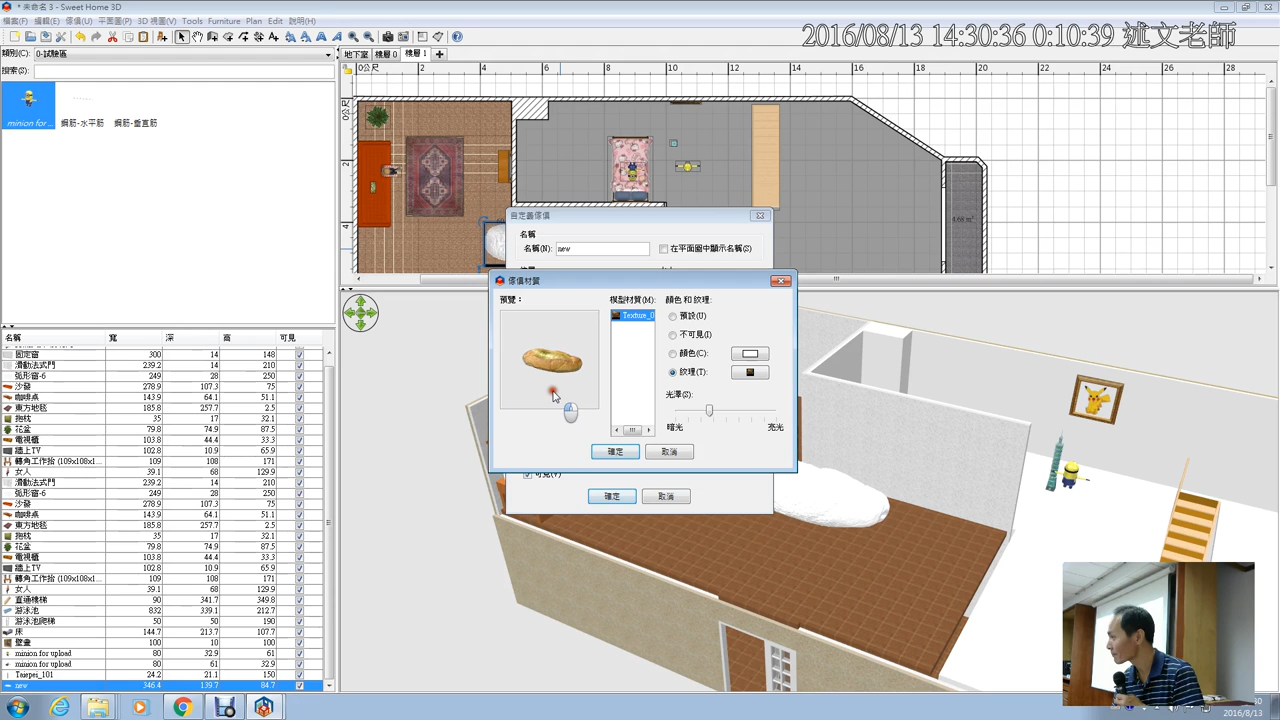 * 未命名 3 - Sweet Home 3D
檔案(F) 編輯(E) 傢俱(U) 平面圖(P) 3D 視圖(V) Tools Furniture Plan Edit 說明(H)
2016/08/13 14:30:36 0:10:39 述文老師
類別(C): 0-試驗區
搜索(S):
minion for ...
鋼筋-水平筋
鋼筋-垂直筋
地下室 樓層 0 樓層 1
0公尺 2 4 6 8 10 12 14 16 18 20 22 24 26 28
0公尺
2
4
4.68 m²
名稱 寬 深 高 可見
固定窗 300 14 148
滑動法式門 239.2 14 210
弧形窗-6 249 28 250
沙發 278.9 107.3 75
咖啡桌 143.9 64.4 51.1
東方地毯 185.8 257.7 2.5
抱枕 35 17 32.1
花盆 79.8 74.9 87.5
電視櫃 103.8 44.4 33.3
牆上TV 102.8 10.9 65.9
轉角工作抬 (109x108x1... 109 108 171
女人 39.1 68 129.9
滑動法式門 239.2 14 210
弧形窗-6 249 28 250
沙發 278.9 107.3 75
咖啡桌 143.9 64.4 51.1
東方地毯 185.8 257.7 2.5
抱枕 35 17 32.1
花盆 79.8 74.9 87.5
電視櫃 103.8 44.4 33.3
牆上TV 102.8 10.9 65.9
轉角工作抬 (109x108x1... 109 108 171
女人 39.1 68 129.9
直通樓梯 90 341.7 349.8
游泳池 832 339.1 212.7
游泳池爬梯 50 50 190
床 144.7 213.7 107.7
壁畫 100 10 100
minion for upload 80 32.9 61
minion for upload 80 61 32.9
Taiepei_101 24.2 21.1 150
new 346.4 139.7 84.7
自定義傢俱
名稱
名稱(N): new 在平面圖中顯示名稱(S)
傢俱材質
預覽：
模型材質(M):
Texture_0
顏色 和 紋理:
預設(U)
不可見(I)
顏色(C):
紋理(T):
光澤(S):
暗光 亮光
確定 取消
可見(V)
確定 取消
2016/8/13